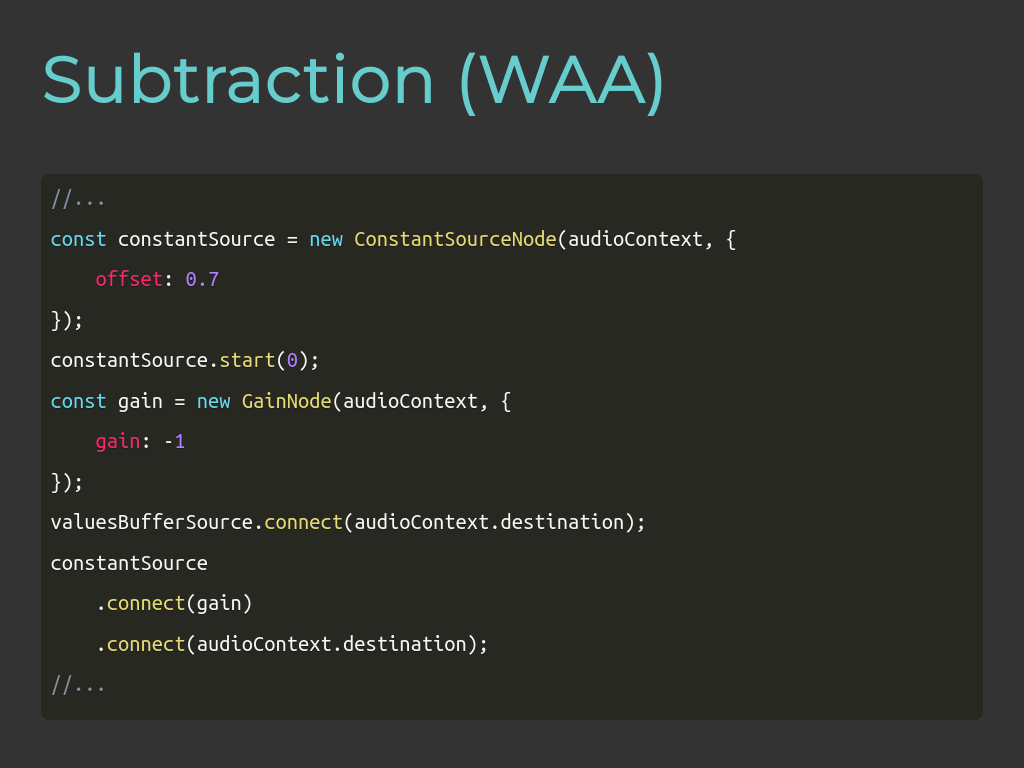 Subtraction (WAA)
//...
const constantSource = new ConstantSourceNode(audioContext, {
    offset: 0.7
});
constantSource.start(0);
const gain = new GainNode(audioContext, {
    gain: -1
});
valuesBufferSource.connect(audioContext.destination);
constantSource
    .connect(gain)
    .connect(audioContext.destination);
//...